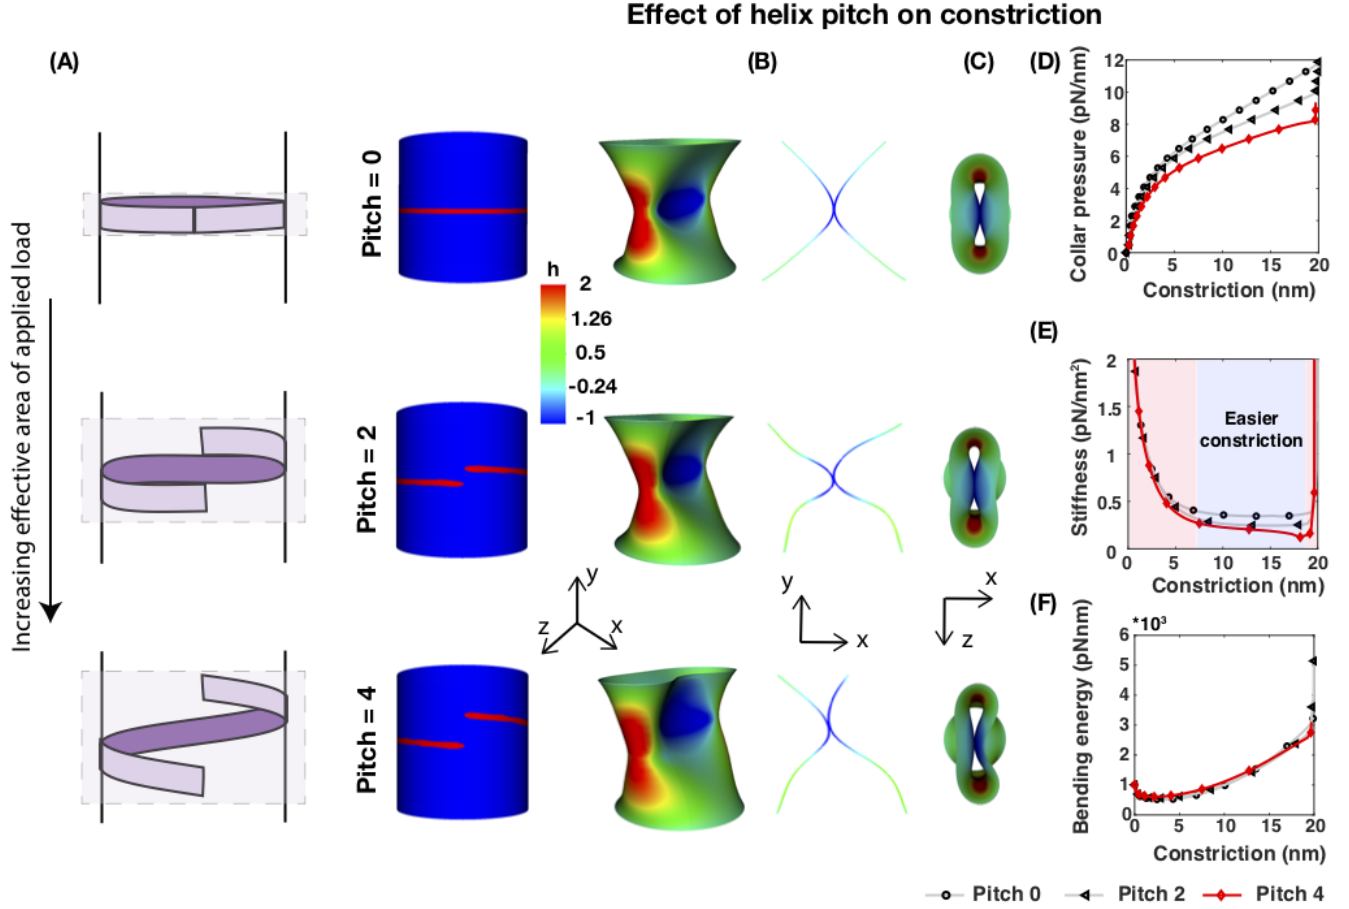 Effect of helix pitch on constriction
(A)
(B)
(C)
(D)
Increasing effective area of applied load
Pitch = 0
Pitch = 2
Pitch = 4
h
2
1.26
0.5
-0.24
-1
y
z
x
y
x
x
z
Collar pressure (pN/nm)
12
10
8
6
4
2
0
0
5
10
15
20
Constriction (nm)
(E)
Stiffness (pN/nm²)
2
1.5
1
0.5
0
Easier
constriction
0
5
10
15
20
Constriction (nm)
(F)
*10³
Bending energy (pNnm)
6
5
4
3
2
1
0
0
5
10
15
20
Constriction (nm)
Pitch 0
Pitch 2
Pitch 4